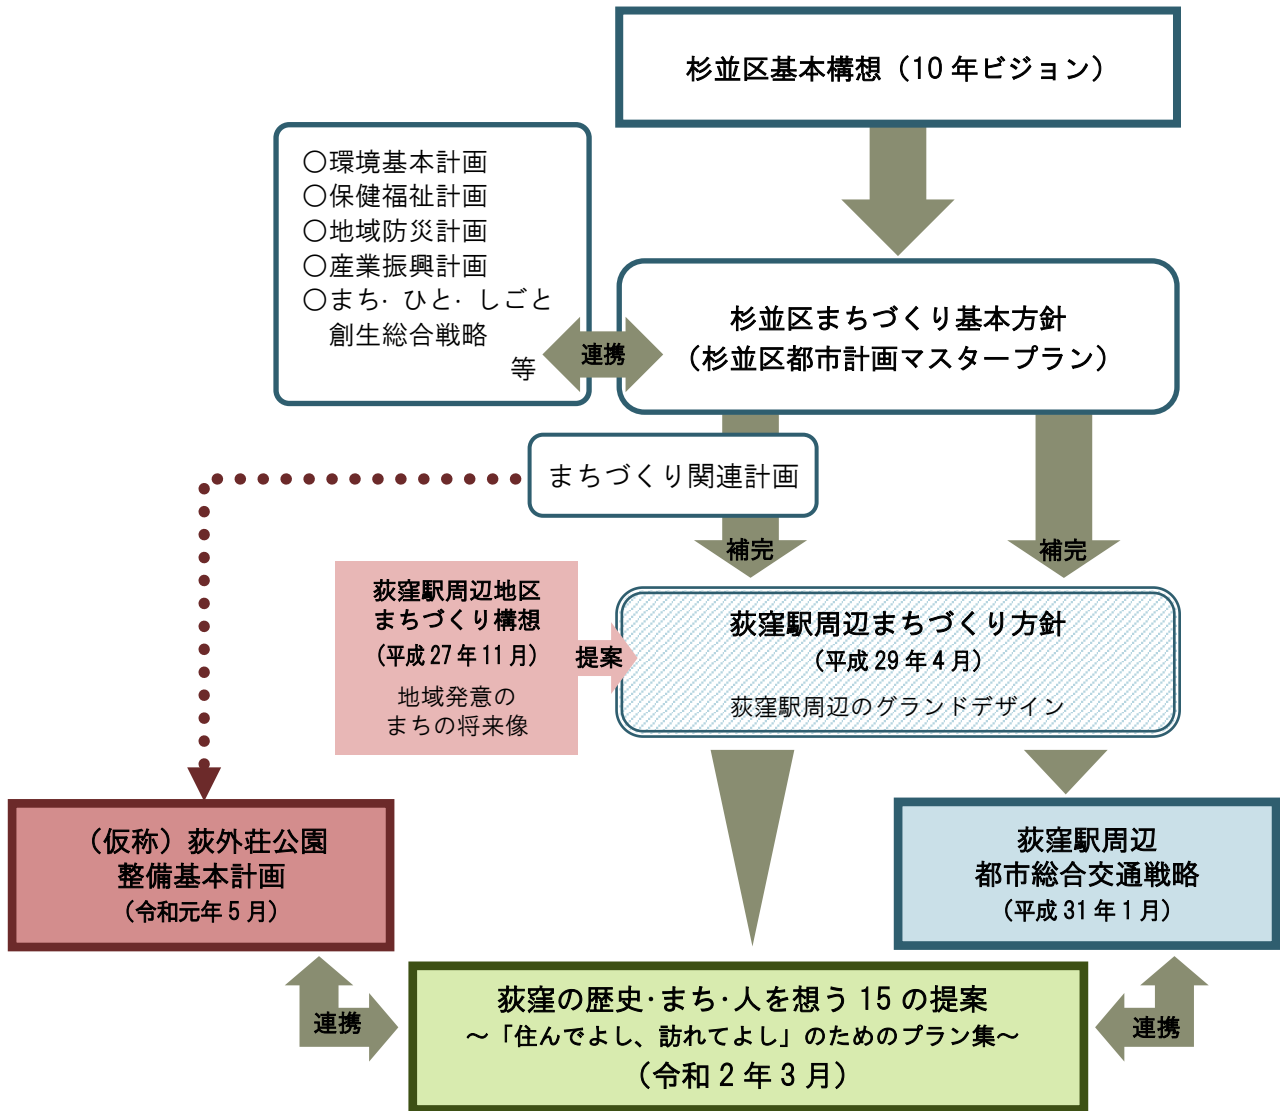 杉並区基本構想（10年ビジョン）
〇環境基本計画
〇保健福祉計画
〇地域防災計画
〇産業振興計画
〇まち・ひと・しごと
創生総合戦略
等
連携
杉並区まちづくり基本方針
（杉並区都市計画マスタープラン）
まちづくり関連計画
補完
補完
荻窪駅周辺地区
まちづくり構想
（平成27年11月）
地域発意の
まちの将来像
提案
荻窪駅周辺まちづくり方針
（平成29年4月）
荻窪駅周辺のグランドデザイン
（仮称）荻外荘公園
整備基本計画
（令和元年5月）
荻窪駅周辺
都市総合交通戦略
（平成31年1月）
連携
荻窪の歴史・まち・人を想う15の提案
～「住んでよし、訪れてよし」のためのプラン集～
（令和2年3月）
連携